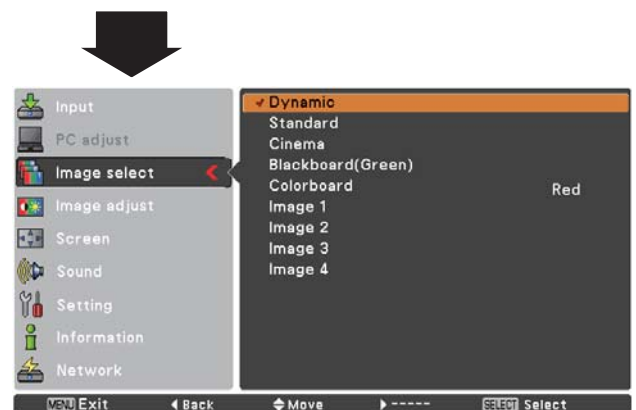 Input
PC adjust
Image select
Image adjust
Screen
Sound
Setting
Information
Network
Dynamic
Standard
Cinema
Blackboard(Green)
Colorboard Red
Image 1
Image 2
Image 3
Image 4
MENU Exit Back Move ----- SELECT Select